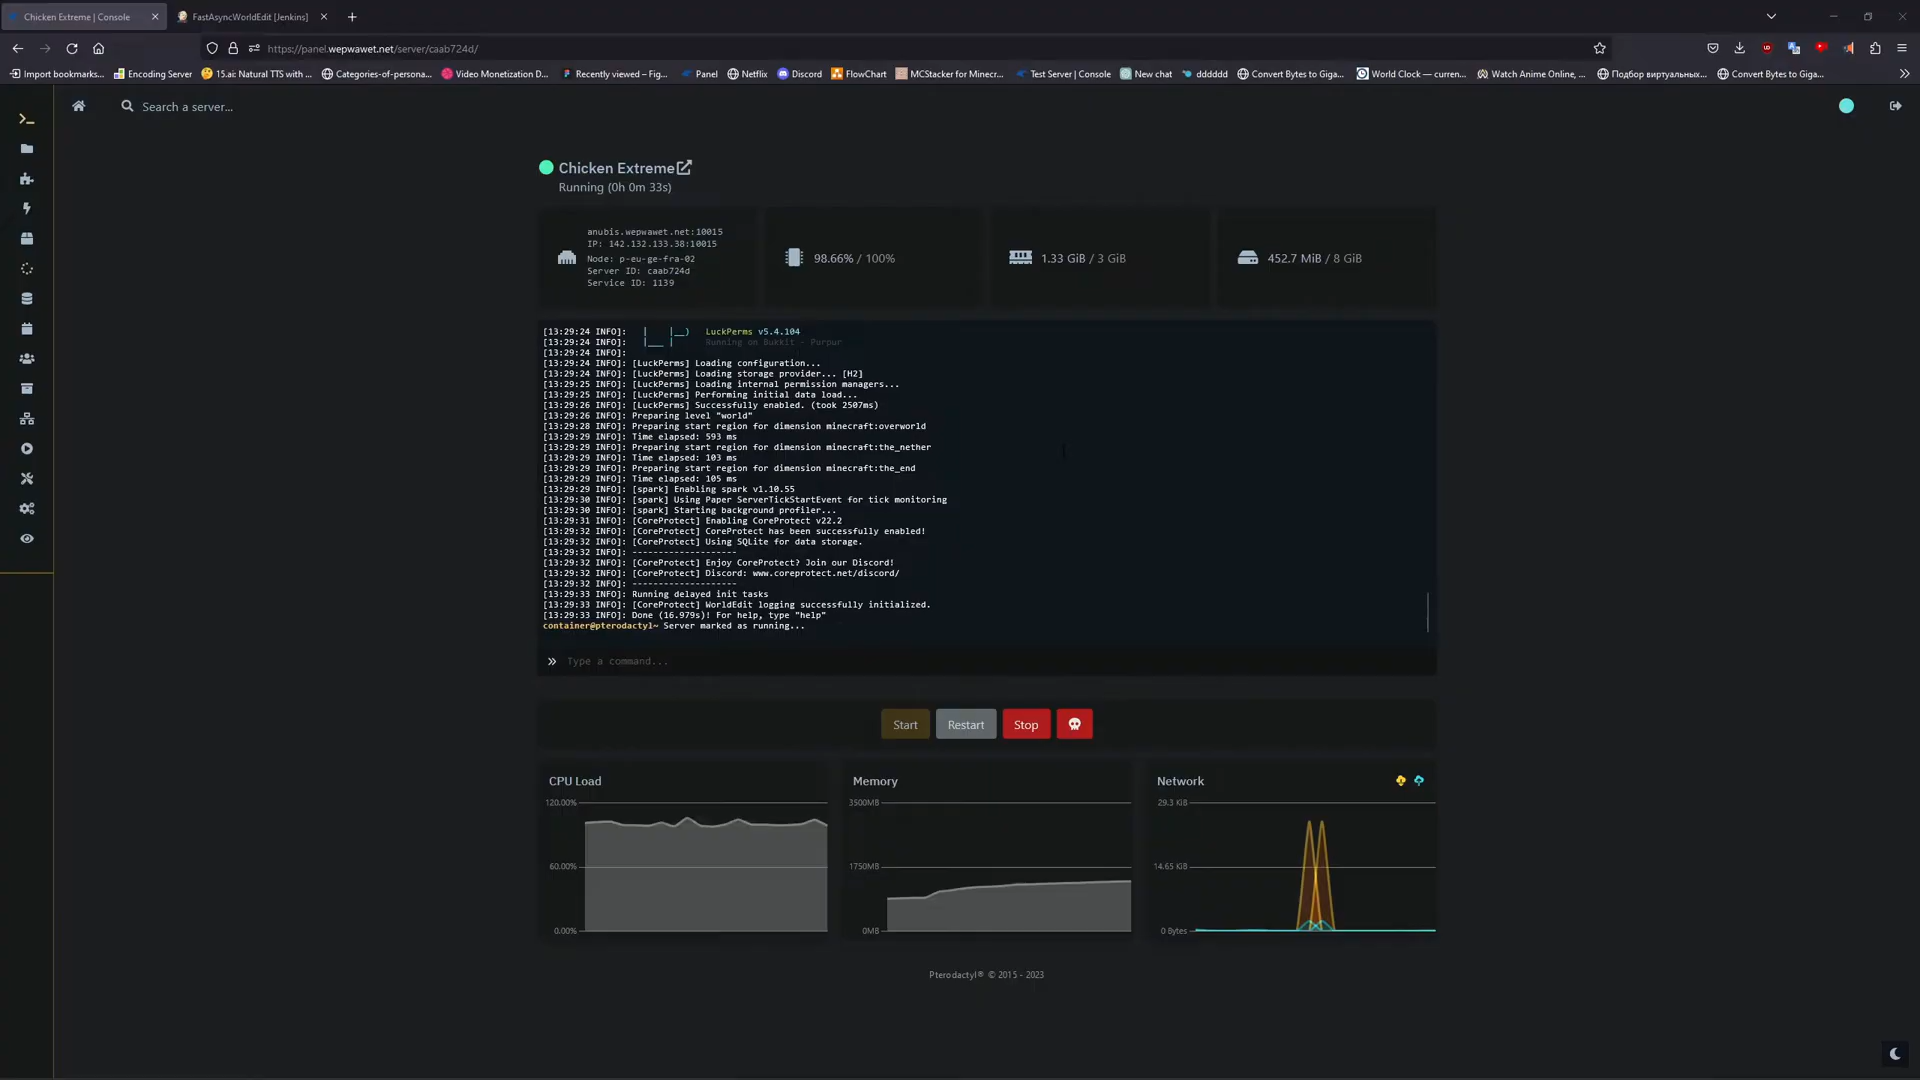 Chicken Extreme | Console
FastAsyncWorldEdit [Jenkins]
https://panel.wepwawet.net/server/caab724d/
Import bookmarks...
Encoding Server
15.ai: Natural TTS with ...
Categories-of-persona...
Video Monetization D...
Recently viewed – Fig...
Panel
Netflix
Discord
FlowChart
MCStacker for Minecr...
Test Server | Console
New chat
dddddd
Convert Bytes to Giga...
World Clock — curren...
Watch Anime Online, ...
Подбор виртуальных...
Convert Bytes to Giga...
Search a server...
Chicken Extreme
Running (0h 0m 33s)
anubis.wepwawet.net:10015
IP: 142.132.133.38:10015
Node: p-eu-ge-fra-02
Server ID: caab724d
Service ID: 1139
98.66% / 100%
1.33 GiB / 3 GiB
452.7 MiB / 8 GiB
[13:29:24 INFO]:   |    |__)   LuckPerms v5.4.104
[13:29:24 INFO]:   |___ |      Running on Bukkit - Purpur
[13:29:24 INFO]:
[13:29:24 INFO]: [LuckPerms] Loading configuration...
[13:29:24 INFO]: [LuckPerms] Loading storage provider... [H2]
[13:29:25 INFO]: [LuckPerms] Loading internal permission managers...
[13:29:25 INFO]: [LuckPerms] Performing initial data load...
[13:29:26 INFO]: [LuckPerms] Successfully enabled. (took 2507ms)
[13:29:26 INFO]: Preparing level "world"
[13:29:28 INFO]: Preparing start region for dimension minecraft:overworld
[13:29:29 INFO]: Time elapsed: 593 ms
[13:29:29 INFO]: Preparing start region for dimension minecraft:the_nether
[13:29:29 INFO]: Time elapsed: 103 ms
[13:29:29 INFO]: Preparing start region for dimension minecraft:the_end
[13:29:29 INFO]: Time elapsed: 105 ms
[13:29:29 INFO]: [spark] Enabling spark v1.10.55
[13:29:30 INFO]: [spark] Using Paper ServerTickStartEvent for tick monitoring
[13:29:30 INFO]: [spark] Starting background profiler...
[13:29:31 INFO]: [CoreProtect] Enabling CoreProtect v22.2
[13:29:32 INFO]: [CoreProtect] CoreProtect has been successfully enabled!
[13:29:32 INFO]: [CoreProtect] Using SQLite for data storage.
[13:29:32 INFO]: --------------------
[13:29:32 INFO]: [CoreProtect] Enjoy CoreProtect? Join our Discord!
[13:29:32 INFO]: [CoreProtect] Discord: www.coreprotect.net/discord/
[13:29:32 INFO]: --------------------
[13:29:33 INFO]: Running delayed init tasks
[13:29:33 INFO]: [CoreProtect] WorldEdit logging successfully initialized.
[13:29:33 INFO]: Done (16.979s)! For help, type "help"
container@pterodactyl~ Server marked as running...
Type a command...
Start
Restart
Stop
CPU Load
120.00%
60.00%
0.00%
Memory
3500MB
1750MB
0MB
Network
29.3 KiB
14.65 KiB
0 Bytes
Pterodactyl® © 2015 - 2023